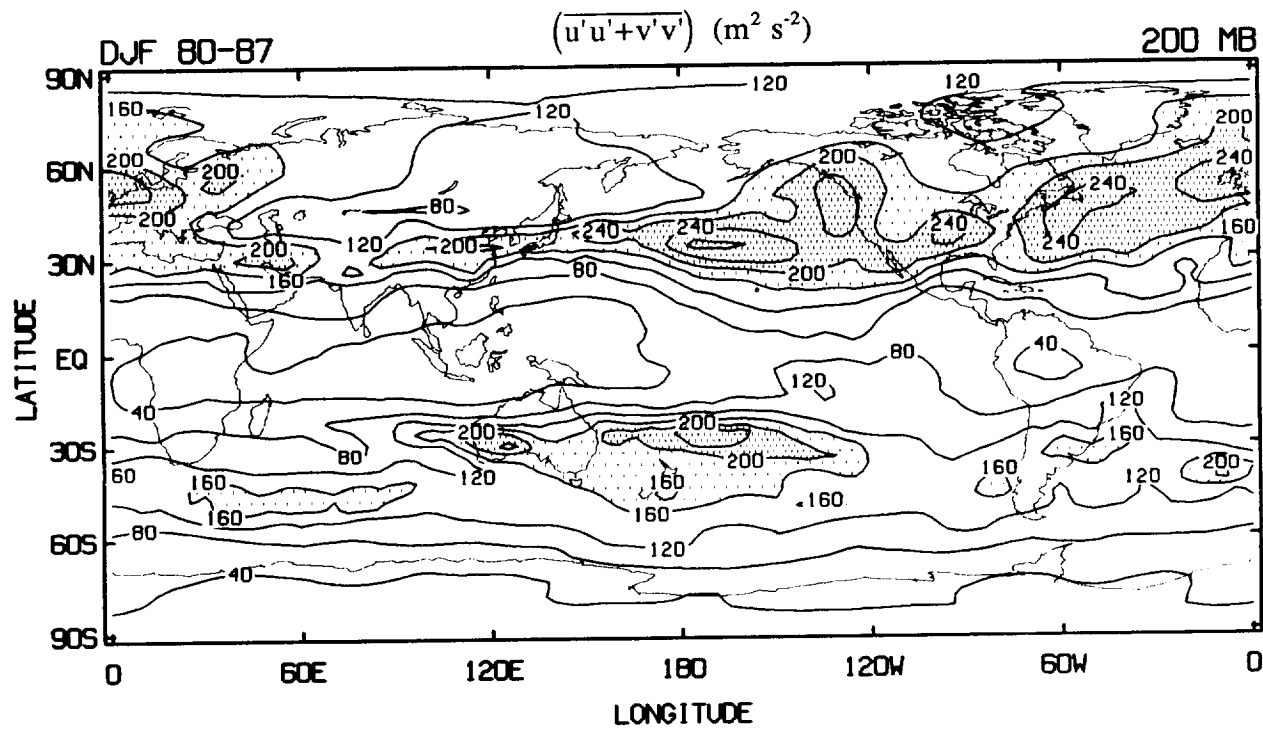 (u'u'+v'v') (m² s⁻²)
DJF 80-87 200 MB
90N
60N
30N
EQ
30S
60S
90S
LATITUDE
0 60E 120E 180 120W 60W 0
LONGITUDE
120 120
160 120 200
200 200 200 240
80 240
200 240 240 160
120 200 240
200 160 80 200
40
80
120
40 120
200 200 160
80 200 200
60 160 120 160 160 120
160 160 160
80 120
40